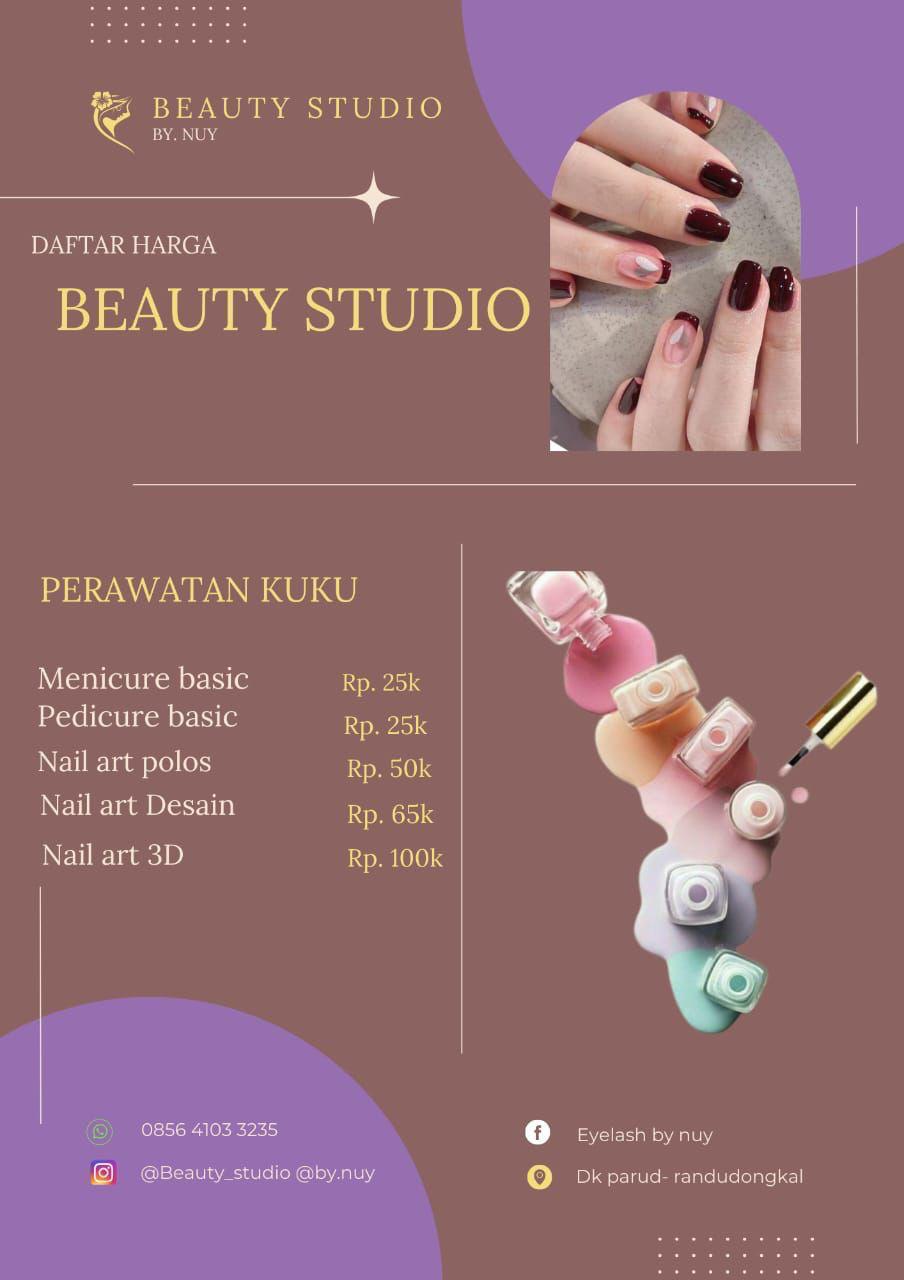 BEAUTY STUDIO
BY. NUY
DAFTAR HARGA
BEAUTY STUDIO
PERAWATAN KUKU
Menicure basic Rp. 25k
Pedicure basic Rp. 25k
Nail art polos Rp. 50k
Nail art Desain Rp. 65k
Nail art 3D Rp. 100k
0856 4103 3235
@Beauty_studio @by.nuy
Eyelash by nuy
Dk parud- randudongkal